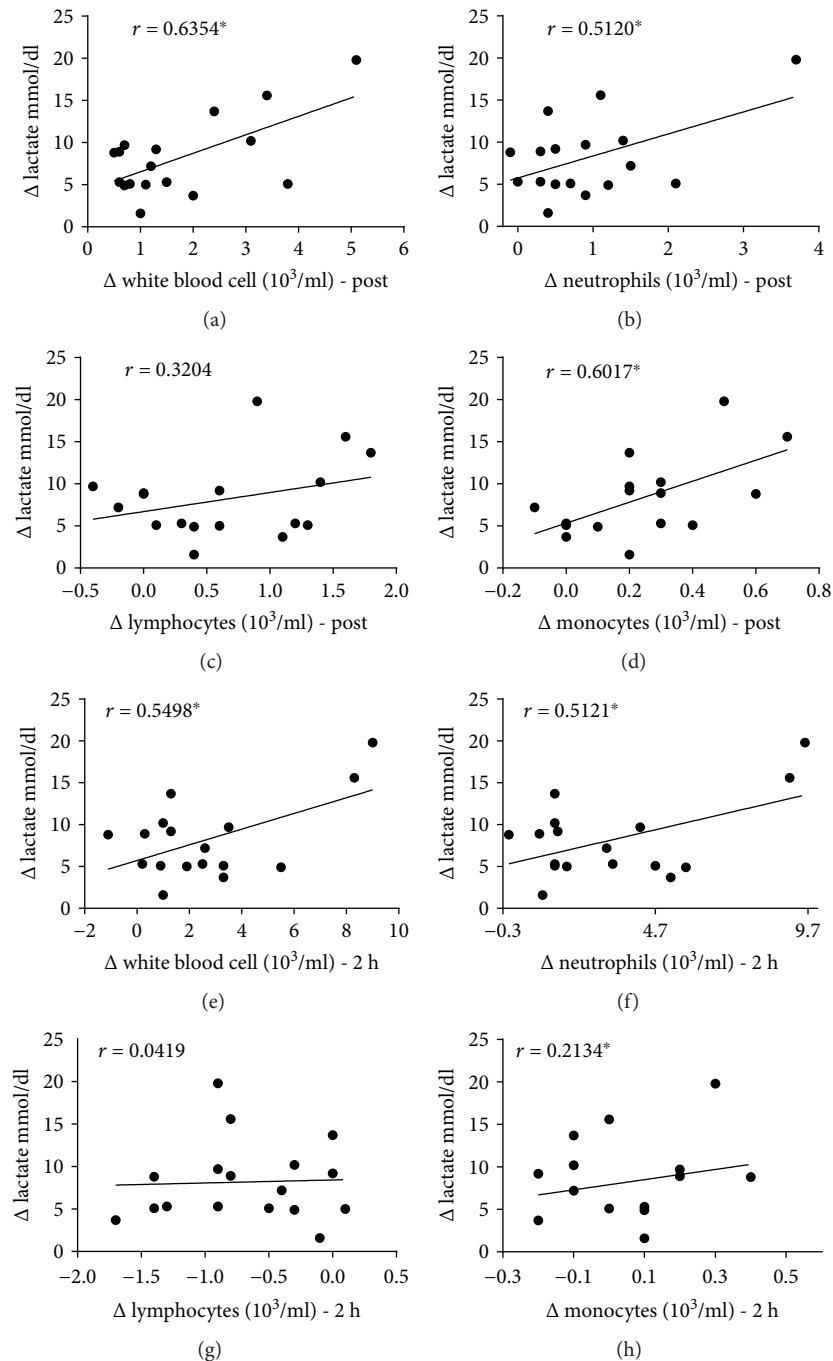 r = 0.6354*
Δ lactate mmol/dl
25
20
15
10
5
0
0 1 2 3 4 5 6
Δ white blood cell (10³/ml) - post
(a)
r = 0.5120*
Δ lactate mmol/dl
25
20
15
10
5
0
0 1 2 3 4
Δ neutrophils (10³/ml) - post
(b)
r = 0.3204
Δ lactate mmol/dl
25
20
15
10
5
0
−0.5 0.0 0.5 1.0 1.5 2.0
Δ lymphocytes (10³/ml) - post
(c)
r = 0.6017*
Δ lactate mmol/dl
25
20
15
10
5
0
−0.2 0.0 0.2 0.4 0.6 0.8
Δ monocytes (10³/ml) - post
(d)
r = 0.5498*
Δ lactate mmol/dl
25
20
15
10
5
0
−2 0 2 4 6 8 10
Δ white blood cell (10³/ml) - 2 h
(e)
r = 0.5121*
Δ lactate mmol/dl
25
20
15
10
5
0
−0.3 4.7 9.7
Δ neutrophils (10³/ml) - 2 h
(f)
r = 0.0419
Δ lactate mmol/dl
25
20
15
10
5
0
−2.0 −1.5 −1.0 −0.5 0.0 0.5
Δ lymphocytes (10³/ml) - 2 h
(g)
r = 0.2134*
Δ lactate mmol/dl
25
20
15
10
5
0
−0.3 −0.1 0.1 0.3 0.5
Δ monocytes (10³/ml) - 2 h
(h)